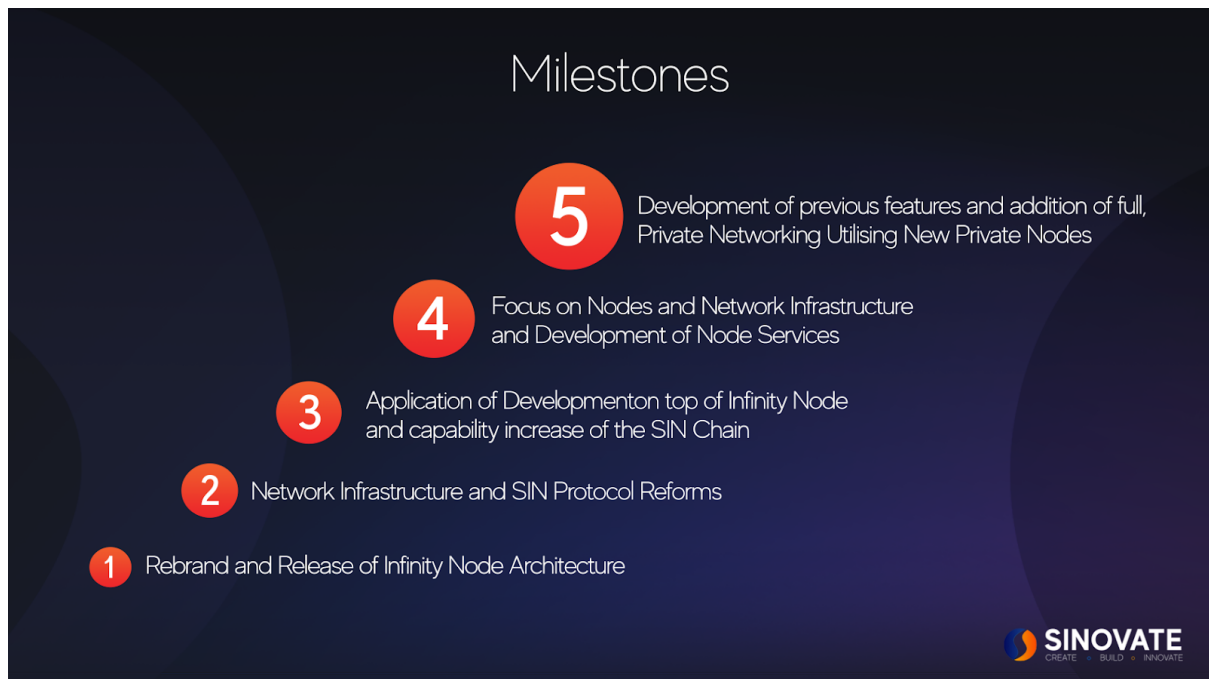 Milestones
5
Development of previous features and addition of full,
Private Networking Utilising New Private Nodes
4
Focus on Nodes and Network Infrastructure
and Development of Node Services
3
Application of Developmenton top of Infinity Node
and capability increase of the SIN Chain
2
Network Infrastructure and SIN Protocol Reforms
1
Rebrand and Release of Infinity Node Architecture
SINOVATE
CREATE BUILD INNOVATE